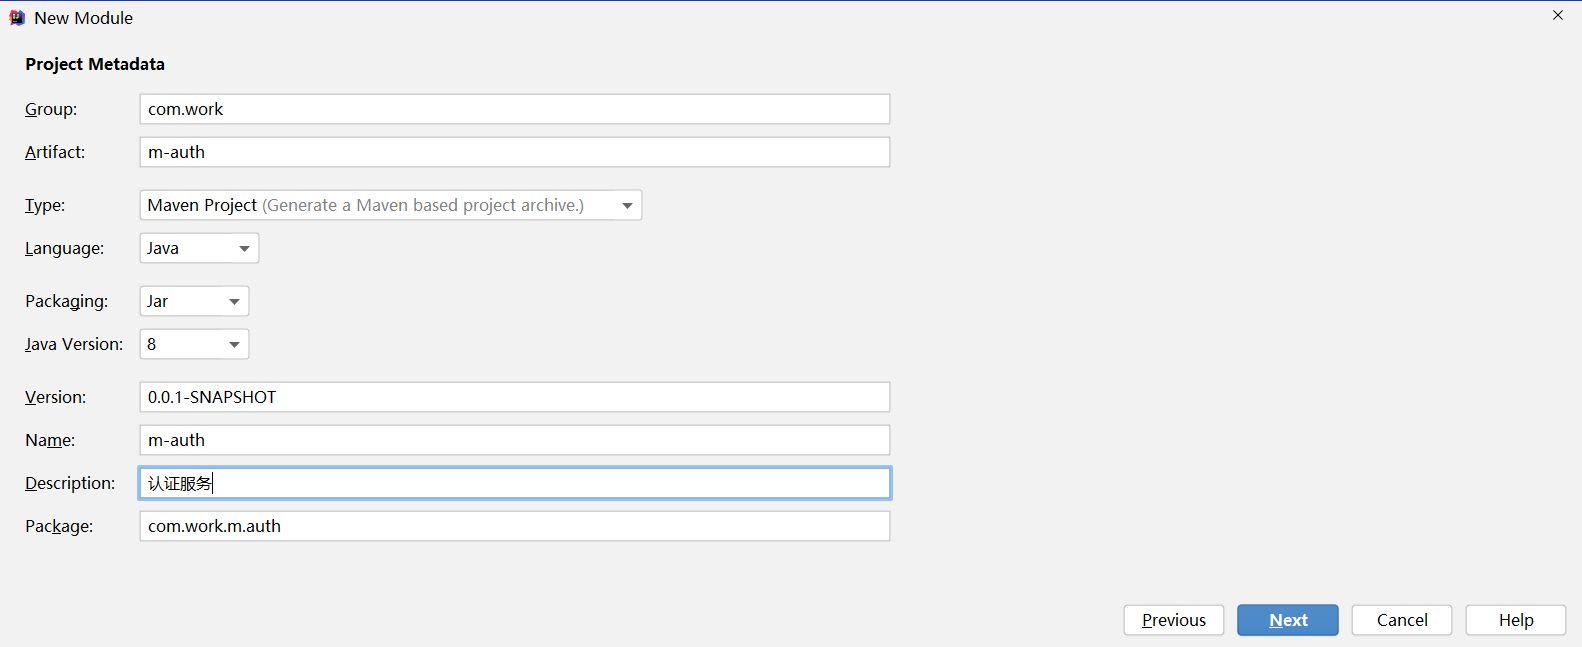 New Module
Project Metadata
Group: com.work
Artifact: m-auth
Type: Maven Project (Generate a Maven based project archive.)
Language: Java
Packaging: Jar
Java Version: 8
Version: 0.0.1-SNAPSHOT
Name: m-auth
Description: 认证服务
Package: com.work.m.auth
Previous Next Cancel Help